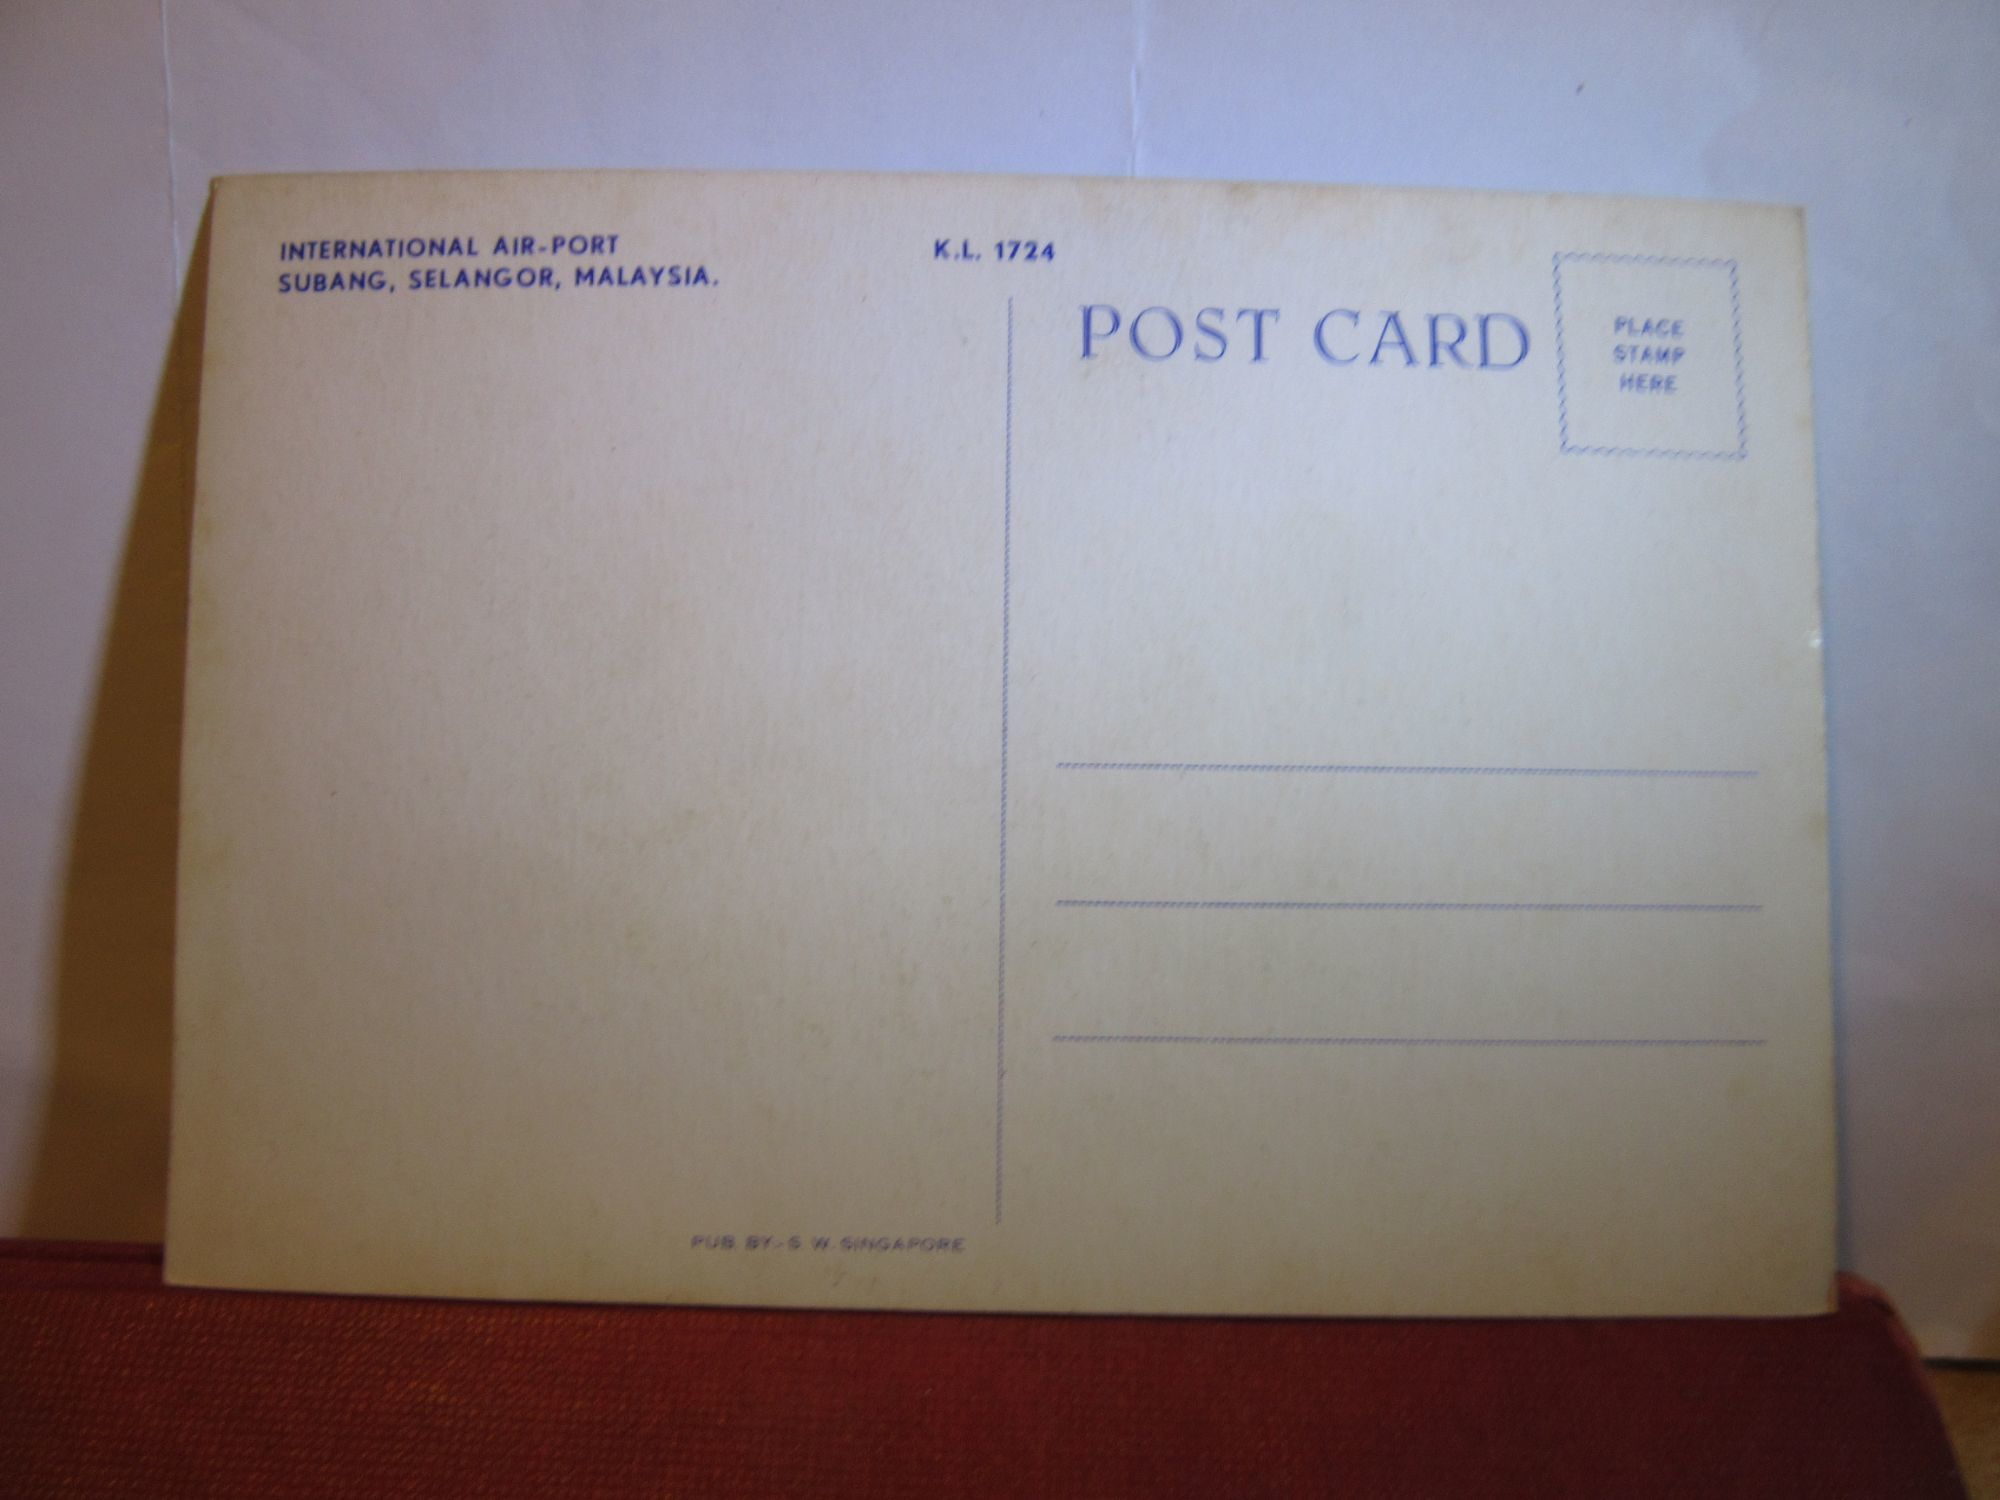 INTERNATIONAL AIR-PORT
SUBANG, SELANGOR, MALAYSIA.
K.L. 1724
POST CARD
PLACE
STAMP
HERE
PUB. BY.- S. W. SINGAPORE